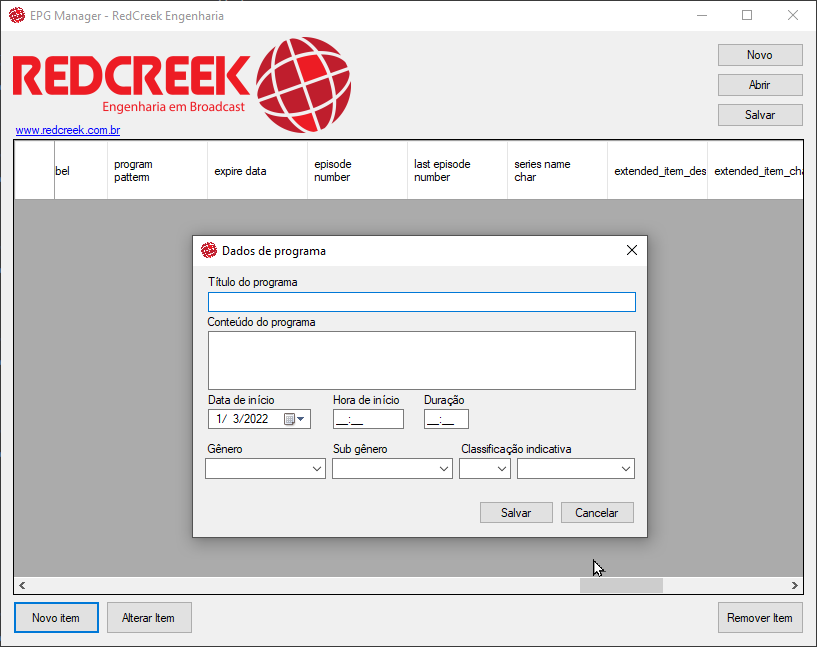 EPG Manager - RedCreek Engenharia
REDCREEK
Engenharia em Broadcast
www.redcreek.com.br
Novo
Abrir
Salvar
bel
program
patterm
expire data
episode
number
last episode
number
series name
char
extended_item_des
extended_item_cha
Dados de programa
Título do programa
Conteúdo do programa
Data de início
Hora de início
Duração
1/ 3/2022
__:__
__:__
Gênero
Sub gênero
Classificação indicativa
Salvar
Cancelar
Novo item
Alterar Item
Remover Item